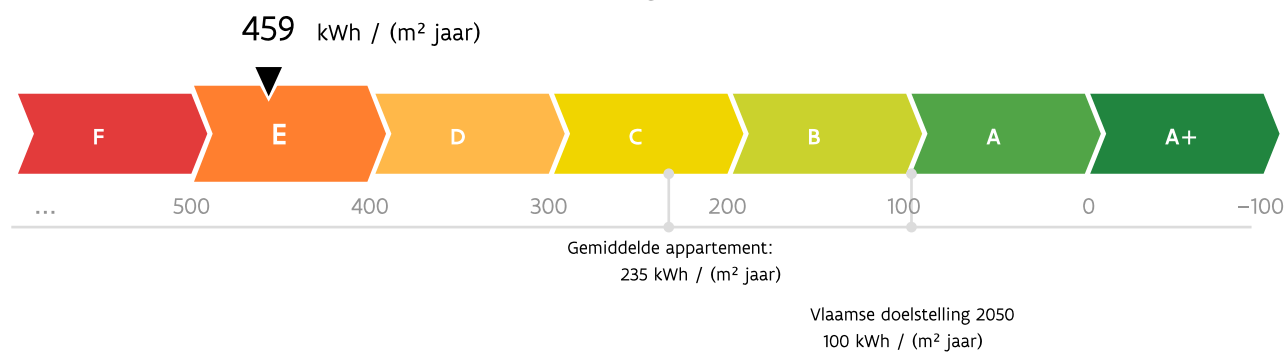 459 kWh / (m² jaar)
F E D C B A A+
... 500 400 300 200 100 0 −100
Gemiddelde appartement:
235 kWh / (m² jaar)
Vlaamse doelstelling 2050
100 kWh / (m² jaar)